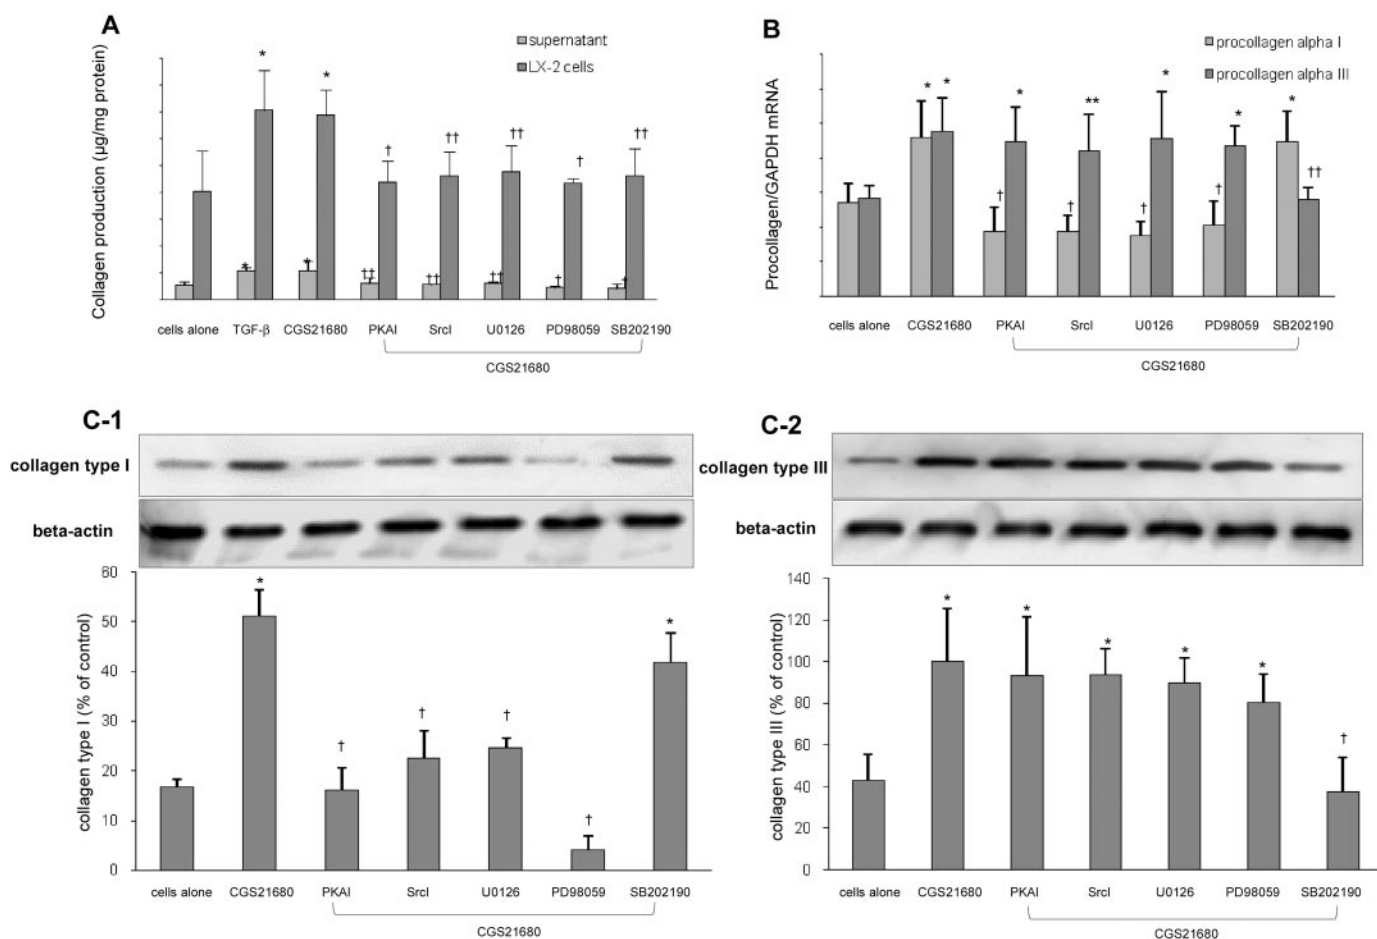 A
supernatant
LX-2 cells
Collagen production (µg/mg protein)
* * † †† †† † ††
* * †† †† †† † †
cells alone TGF-β CGS21680 PKAI SrcI U0126 PD98059 SB202190
CGS21680
B
procollagen alpha I
procollagen alpha III
Procollagen/GAPDH mRNA
* * * ** * * *
† † † † ††
cells alone CGS21680 PKAI SrcI U0126 PD98059 SB202190
CGS21680
C-1
collagen type I
beta-actin
collagen type I (% of control)
60
50
40
30
20
10
0
* † † † † *
cells alone CGS21680 PKAI SrcI U0126 PD98059 SB202190
CGS21680
C-2
collagen type III
beta-actin
collagen type III (% of control)
140
120
100
80
60
40
20
0
* * * * * †
cells alone CGS21680 PKAI SrcI U0126 PD98059 SB202190
CGS21680